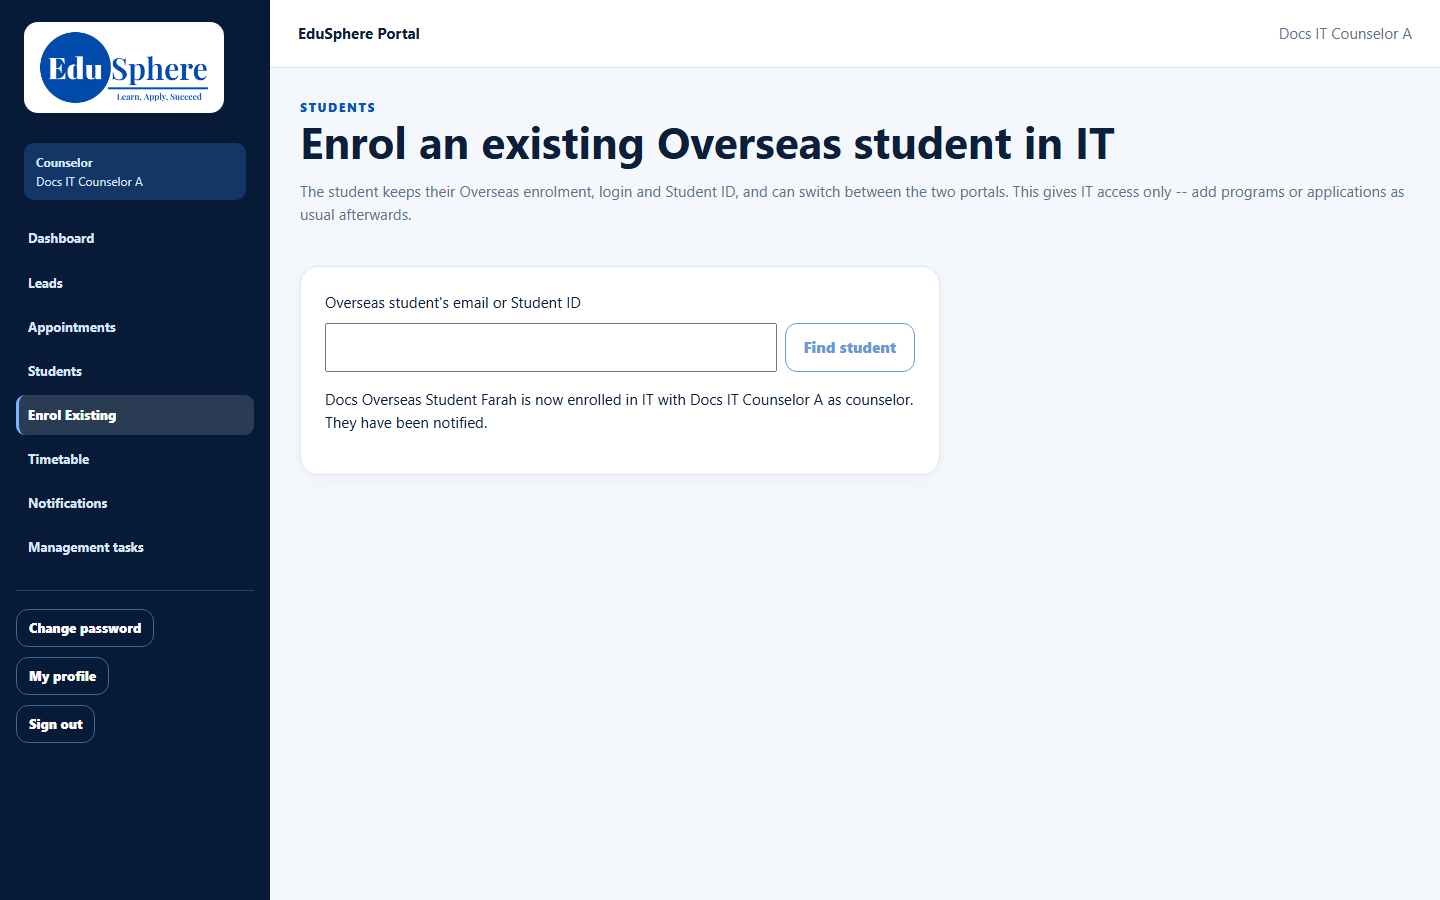 EduSphere
Learn. Apply, Succeed
Counselor
Docs IT Counselor A
Dashboard
Leads
Appointments
Students
Enrol Existing
Timetable
Notifications
Management tasks
Change password
My profile
Sign out
EduSphere Portal
Docs IT Counselor A
STUDENTS
Enrol an existing Overseas student in IT
The student keeps their Overseas enrolment, login and Student ID, and can switch between the two portals. This gives IT access only -- add programs or applications as
usual afterwards.
Overseas student's email or Student ID
Find student
Docs Overseas Student Farah is now enrolled in IT with Docs IT Counselor A as counselor.
They have been notified.